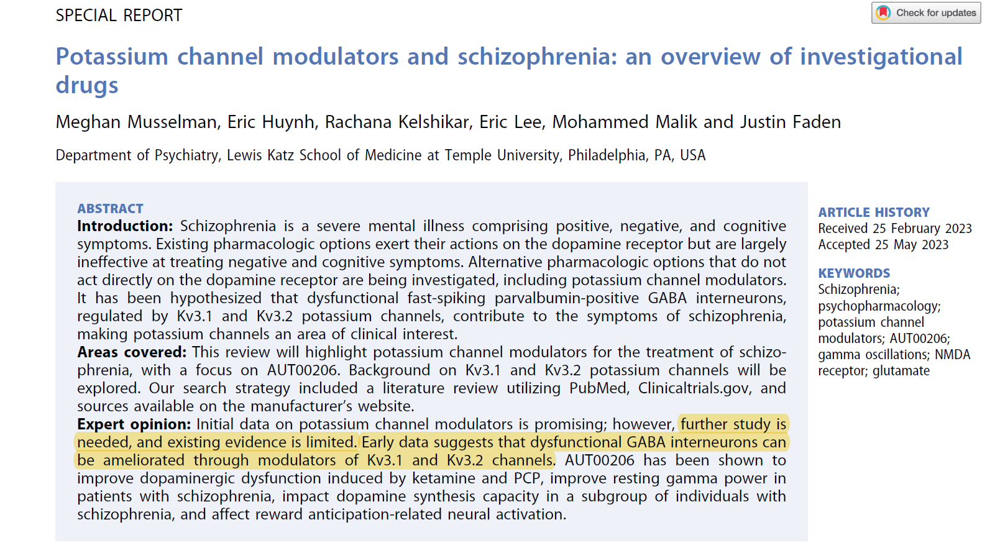 SPECIAL REPORT
Check for updates
Potassium channel modulators and schizophrenia: an overview of investigational
drugs
Meghan Musselman, Eric Huynh, Rachana Kelshikar, Eric Lee, Mohammed Malik and Justin Faden
Department of Psychiatry, Lewis Katz School of Medicine at Temple University, Philadelphia, PA, USA
ABSTRACT
Introduction: Schizophrenia is a severe mental illness comprising positive, negative, and cognitive
symptoms. Existing pharmacologic options exert their actions on the dopamine receptor but are largely
ineffective at treating negative and cognitive symptoms. Alternative pharmacologic options that do not
act directly on the dopamine receptor are being investigated, including potassium channel modulators.
It has been hypothesized that dysfunctional fast-spiking parvalbumin-positive GABA interneurons,
regulated by Kv3.1 and Kv3.2 potassium channels, contribute to the symptoms of schizophrenia,
making potassium channels an area of clinical interest.
Areas covered: This review will highlight potassium channel modulators for the treatment of schizo-
phrenia, with a focus on AUT00206. Background on Kv3.1 and Kv3.2 potassium channels will be
explored. Our search strategy included a literature review utilizing PubMed, Clinicaltrials.gov, and
sources available on the manufacturer's website.
Expert opinion: Initial data on potassium channel modulators is promising; however, further study is
needed, and existing evidence is limited. Early data suggests that dysfunctional GABA interneurons can
be ameliorated through modulators of Kv3.1 and Kv3.2 channels. AUT00206 has been shown to
improve dopaminergic dysfunction induced by ketamine and PCP, improve resting gamma power in
patients with schizophrenia, impact dopamine synthesis capacity in a subgroup of individuals with
schizophrenia, and affect reward anticipation-related neural activation.
ARTICLE HISTORY
Received 25 February 2023
Accepted 25 May 2023
KEYWORDS
Schizophrenia;
psychopharmacology;
potassium channel
modulators; AUT00206;
gamma oscillations; NMDA
receptor; glutamate